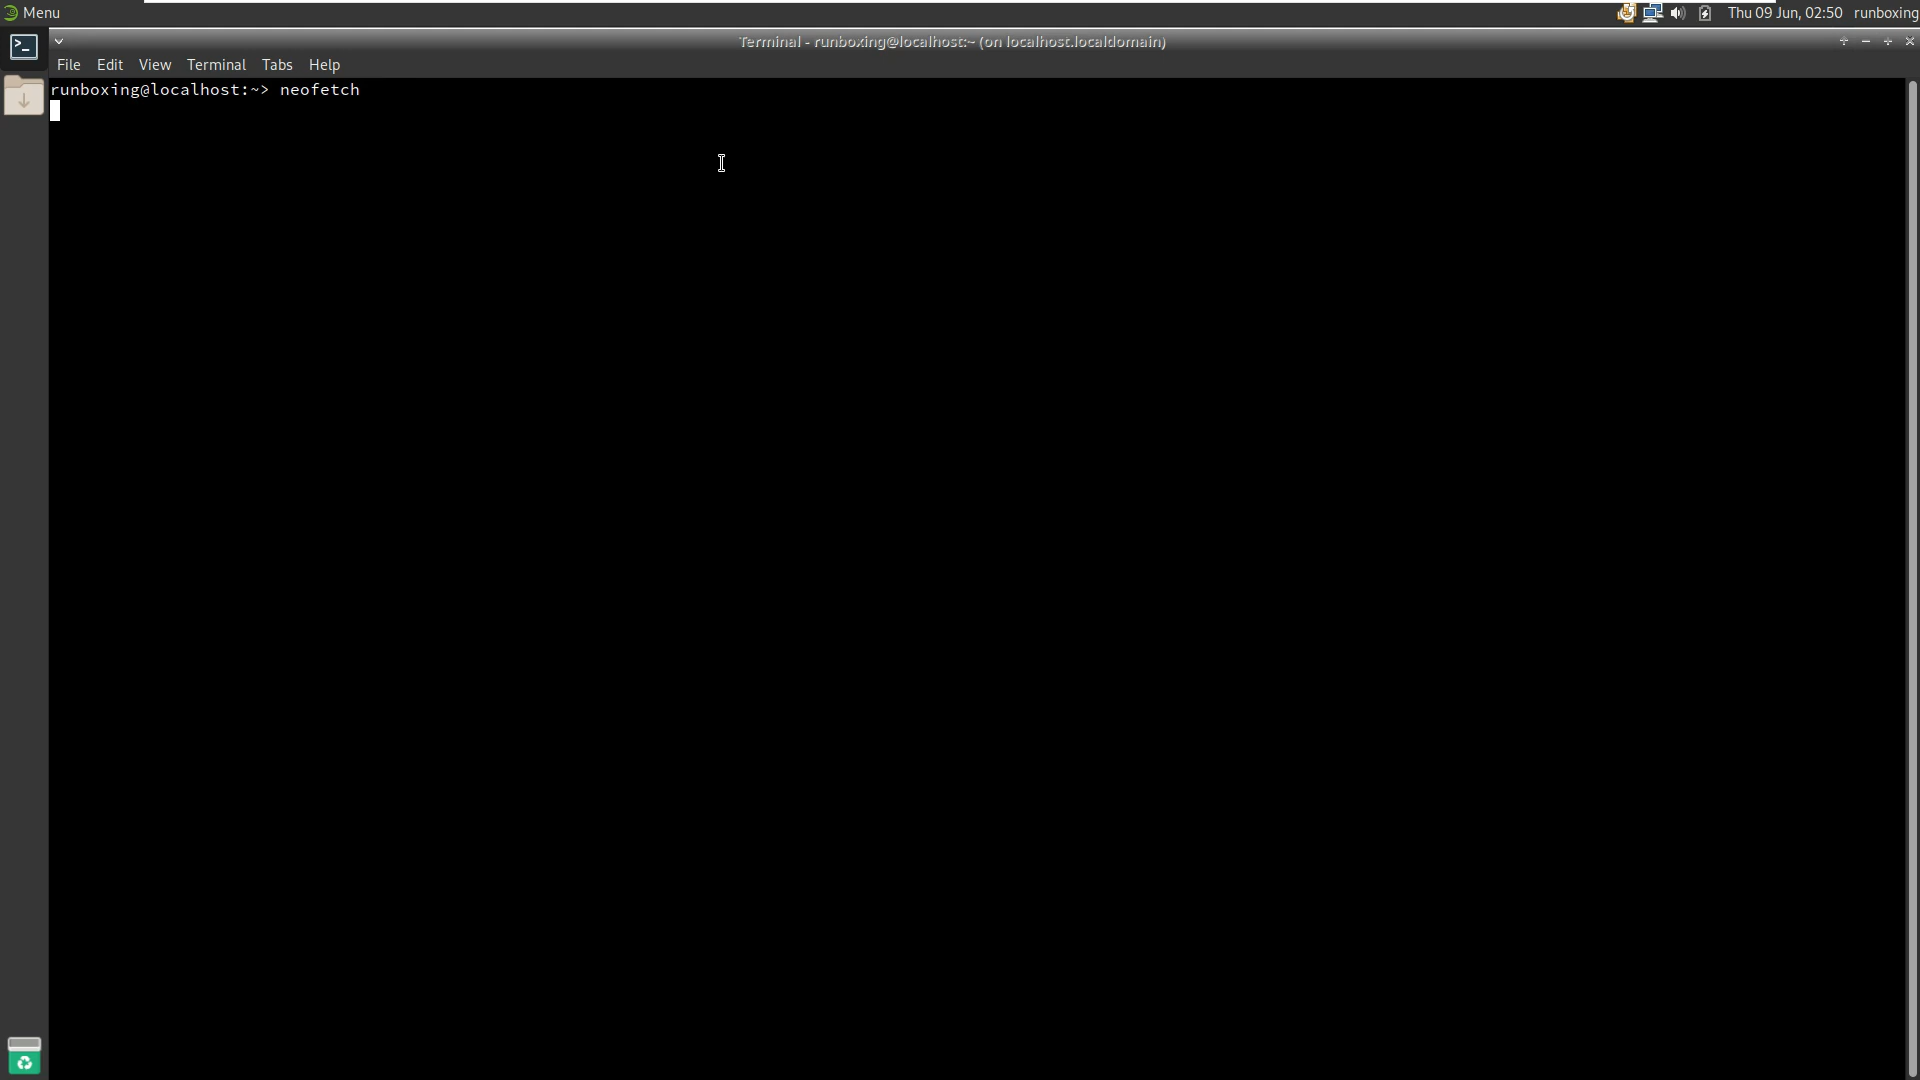 Menu
Thu 09 Jun, 02:50 runboxing
Terminal - runboxing@localhost:~ (on localhost.localdomain)
File Edit View Terminal Tabs Help
runboxing@localhost:~> neofetch